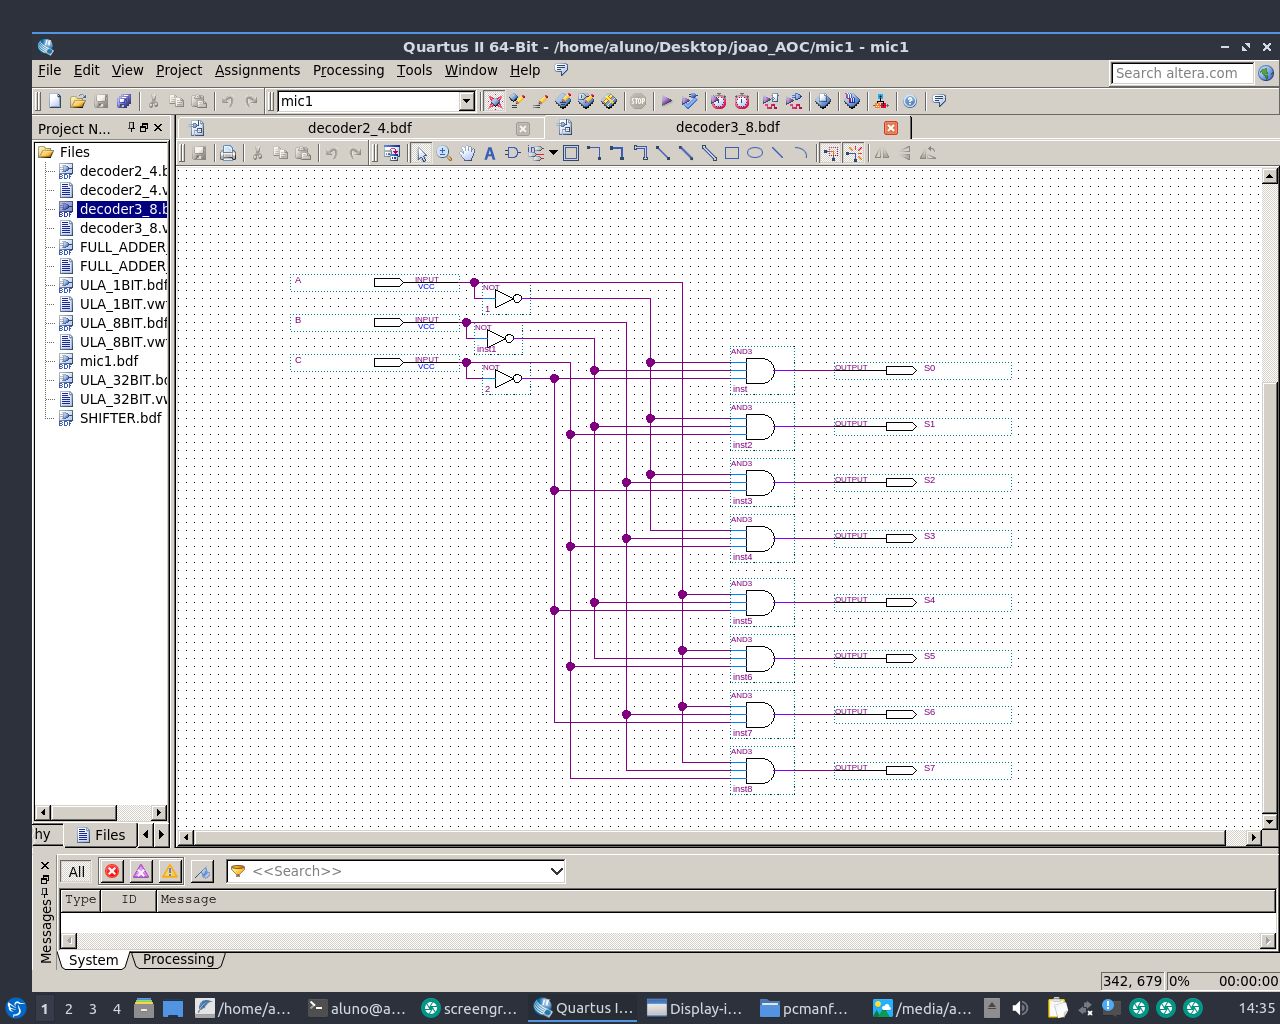 Quartus II 64-Bit - /home/aluno/Desktop/joao_AOC/mic1 - mic1
File Edit View Project Assignments Processing Tools Window Help
Search altera.com
mic1
STOP
Project N...
decoder2_4.bdf
decoder3_8.bdf
Files
decoder2_4.b
decoder2_4.v
decoder3_8.b
decoder3_8.v
FULL_ADDER_
FULL_ADDER_
ULA_1BIT.bdf
ULA_1BIT.vw
ULA_8BIT.bdf
ULA_8BIT.vw
mic1.bdf
ULA_32BIT.bd
ULA_32BIT.vw
SHIFTER.bdf
A INPUT
VCC
NOT
1
B INPUT
VCC
NOT
inst1
C INPUT
VCC
NOT
2
AND3
inst
OUTPUT S0
AND3
inst2
OUTPUT S1
AND3
inst3
OUTPUT S2
AND3
inst4
OUTPUT S3
AND3
inst5
OUTPUT S4
AND3
inst6
OUTPUT S5
AND3
inst7
OUTPUT S6
AND3
inst8
OUTPUT S7
hy Files
All <<Search>>
Type ID Message
Messages
System Processing
342, 679 0% 00:00:00
1 2 3 4 /home/a... aluno@a... screengr... Quartus I... Display-i... pcmanf... /media/a... 14:35